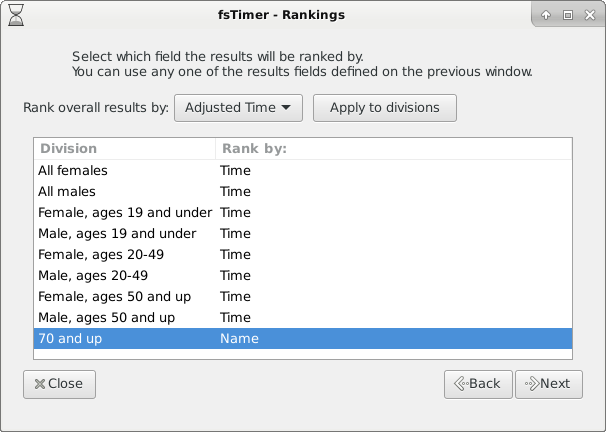 fsTimer - Rankings
Select which field the results will be ranked by.
You can use any one of the results fields defined on the previous window.
Rank overall results by: Adjusted Time Apply to divisions
Division Rank by:
All females Time
All males Time
Female, ages 19 and under Time
Male, ages 19 and under Time
Female, ages 20-49 Time
Male, ages 20-49 Time
Female, ages 50 and up Time
Male, ages 50 and up Time
70 and up Name
Close Back Next